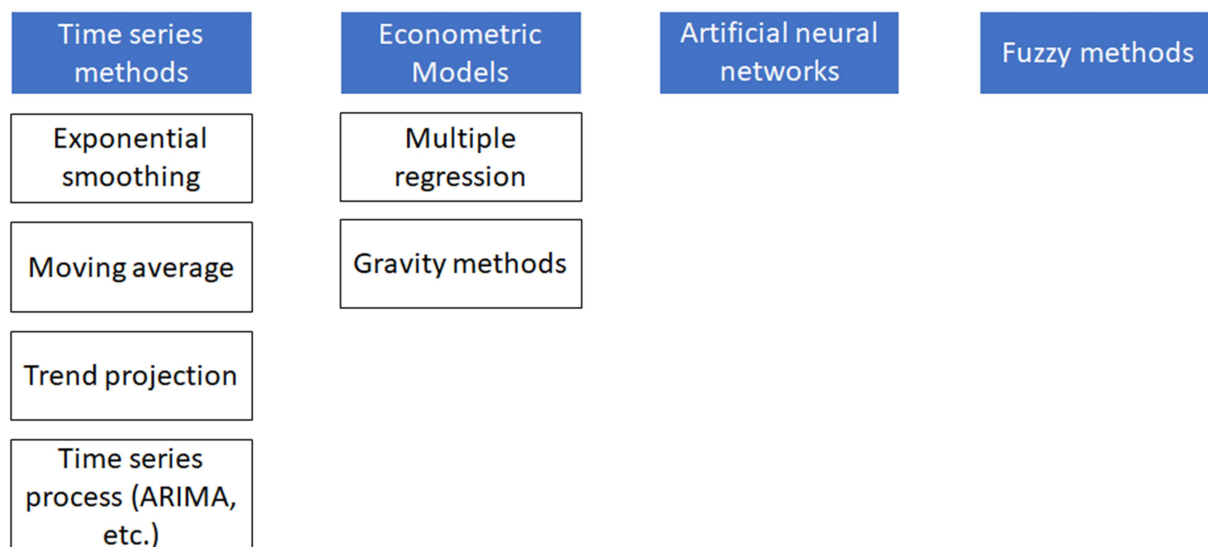 Time series
methods
Econometric
Models
Artificial neural
networks
Fuzzy methods
Exponential
smoothing
Multiple
regression
Moving average
Gravity methods
Trend projection
Time series
process (ARIMA,
etc.)